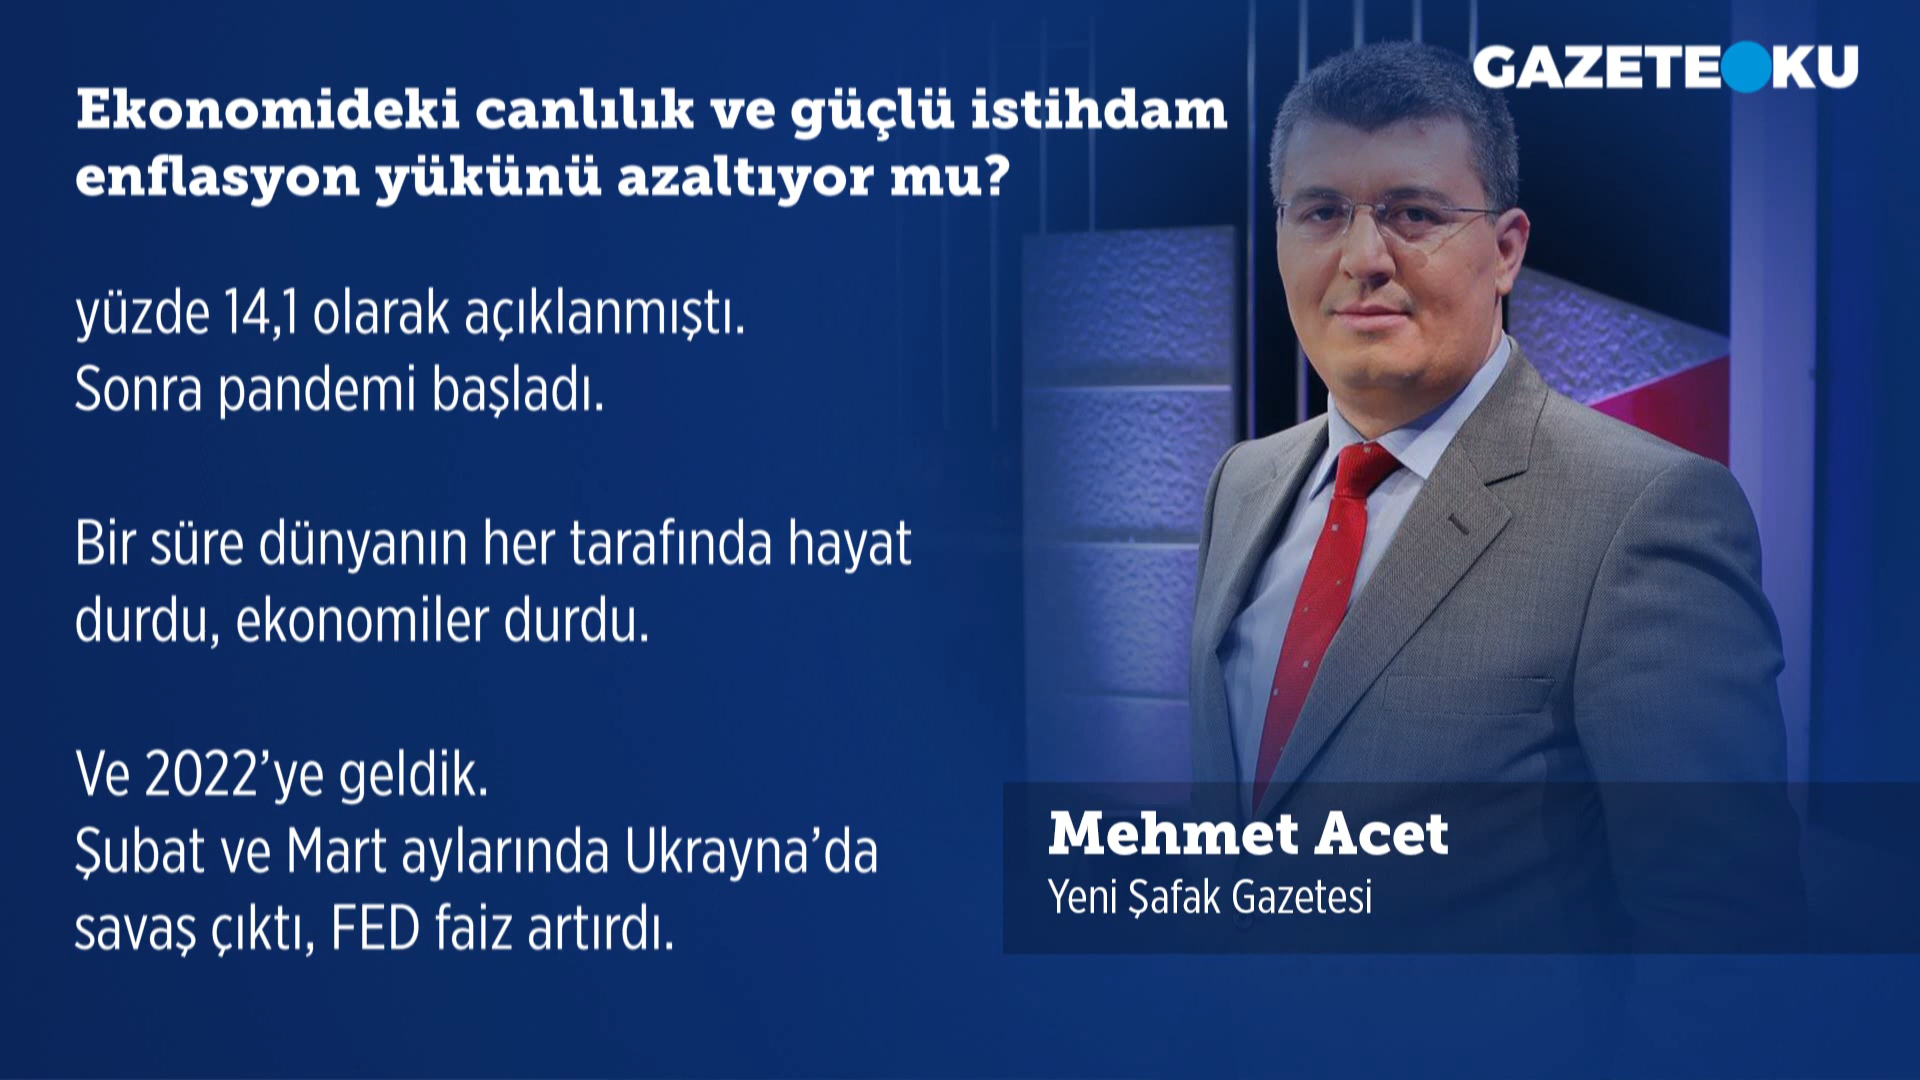 GAZETEOKU
Ekonomideki canlılık ve güçlü istihdam
enflasyon yükünü azaltıyor mu?
yüzde 14,1 olarak açıklanmıştı.
Sonra pandemi başladı.
Bir süre dünyanın her tarafında hayat
durdu, ekonomiler durdu.
Ve 2022’ye geldik.
Şubat ve Mart aylarında Ukrayna’da
savaş çıktı, FED faiz artırdı.
Mehmet Acet
Yeni Şafak Gazetesi